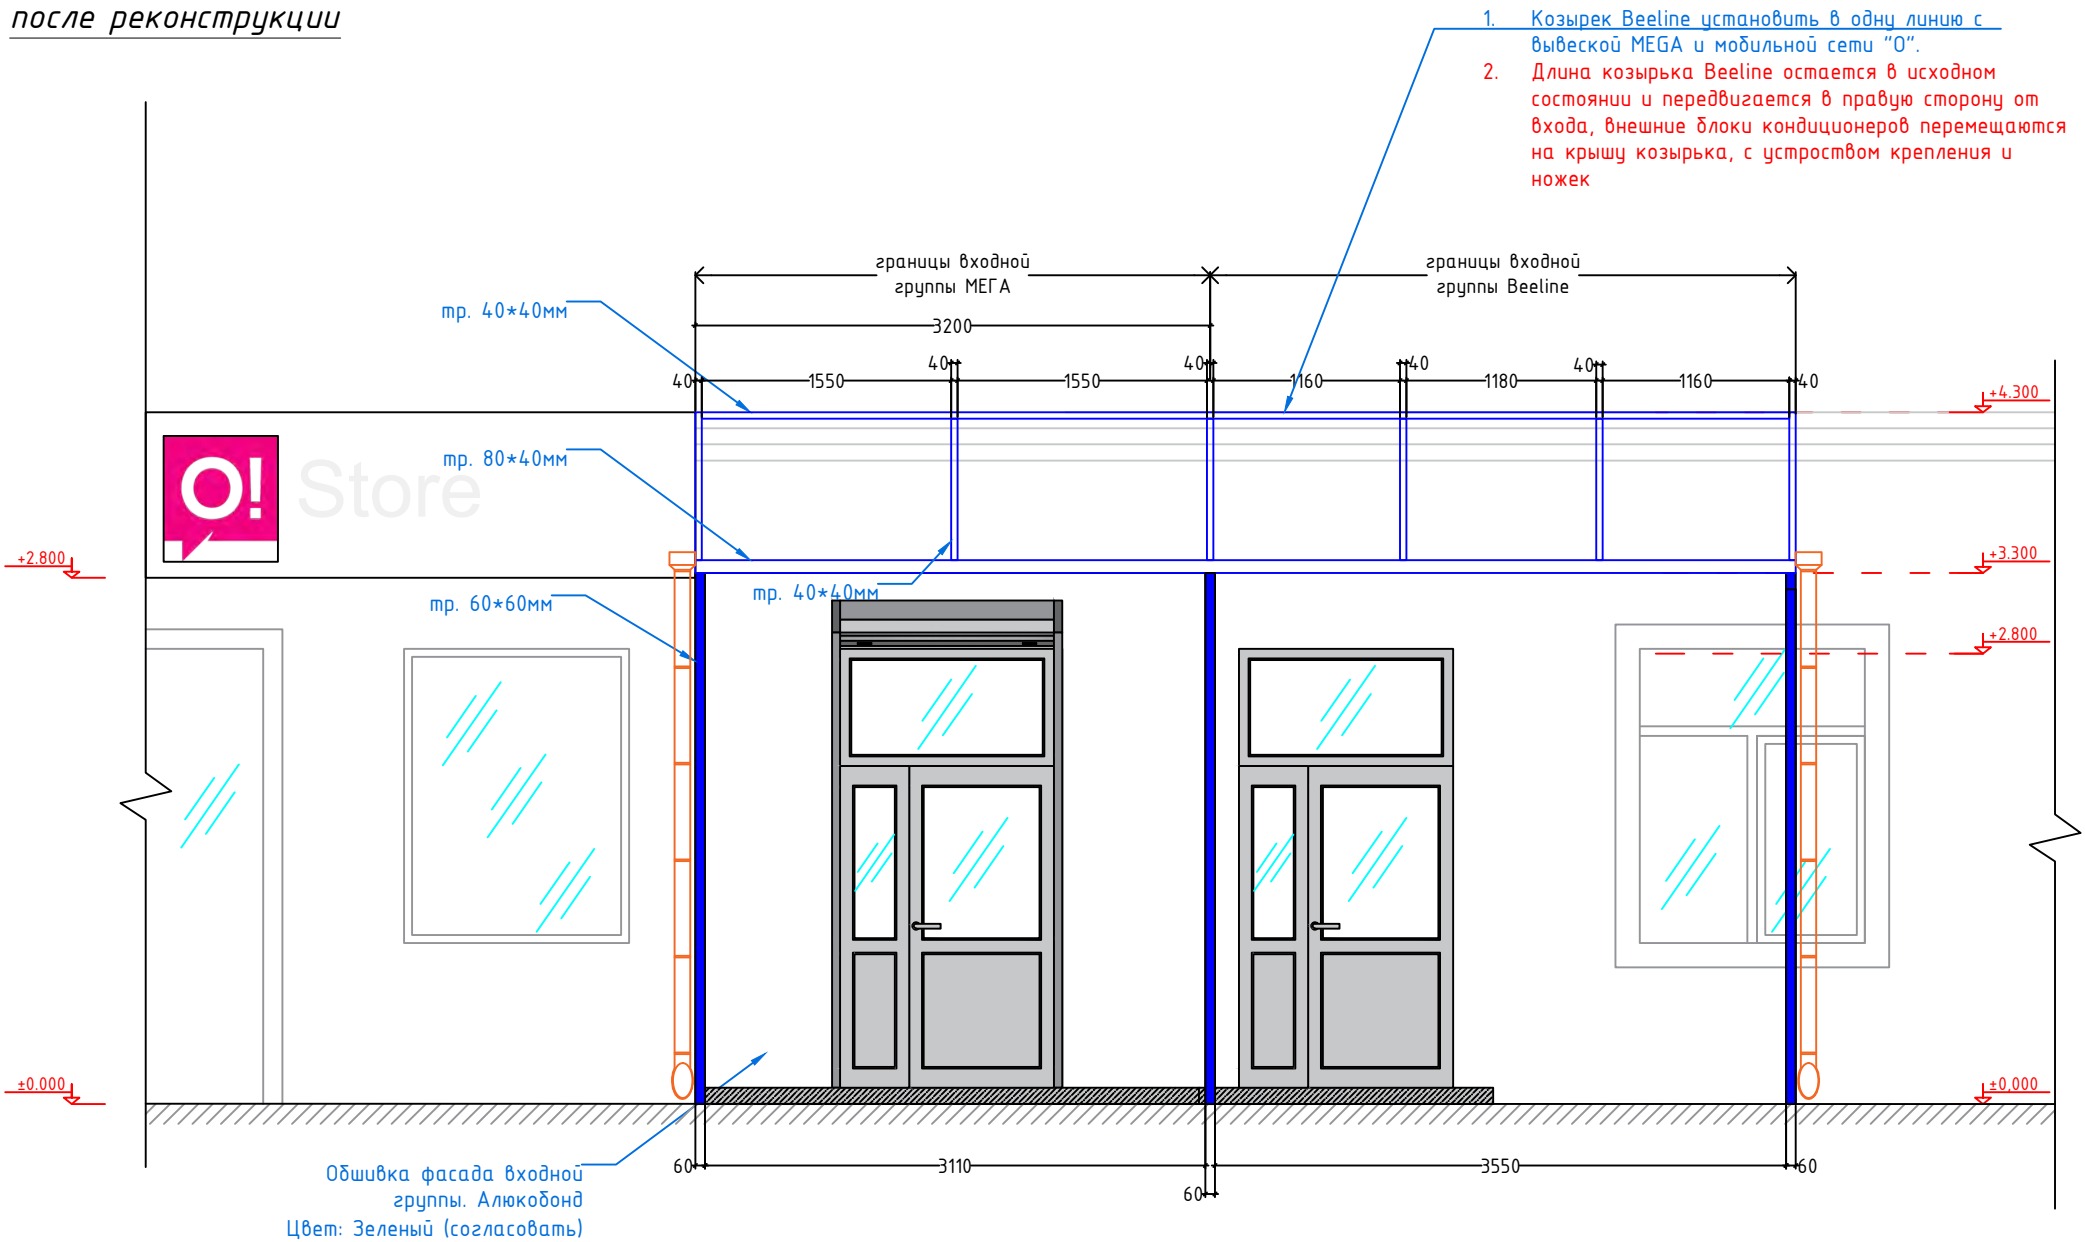 после реконструкции
1. Козырек Beeline установить в одну линию с
вывеской MEGA и мобильной сети "О".
2. Длина козырька Beeline остается в исходном
состоянии и передвигается в правую сторону от
входа, внешние блоки кондиционеров перемещаются
на крышу козырька, с устроством крепления и
ножек
границы входной
группы МЕГА
границы входной
группы Beeline
тр. 40*40мм
3200
40 1550 40 1550 40 1160 40 1180 40 1160 40
+4.300
O! Store
тр. 80*40мм
+2.800
+3.300
тр. 60*60мм
тр. 40*40мм
+2.800
±0.000
±0,000
60 3110 60 3550 60
Обшивка фасада входной
группы. Алюкобонд
Цвет: Зеленый (согласовать)